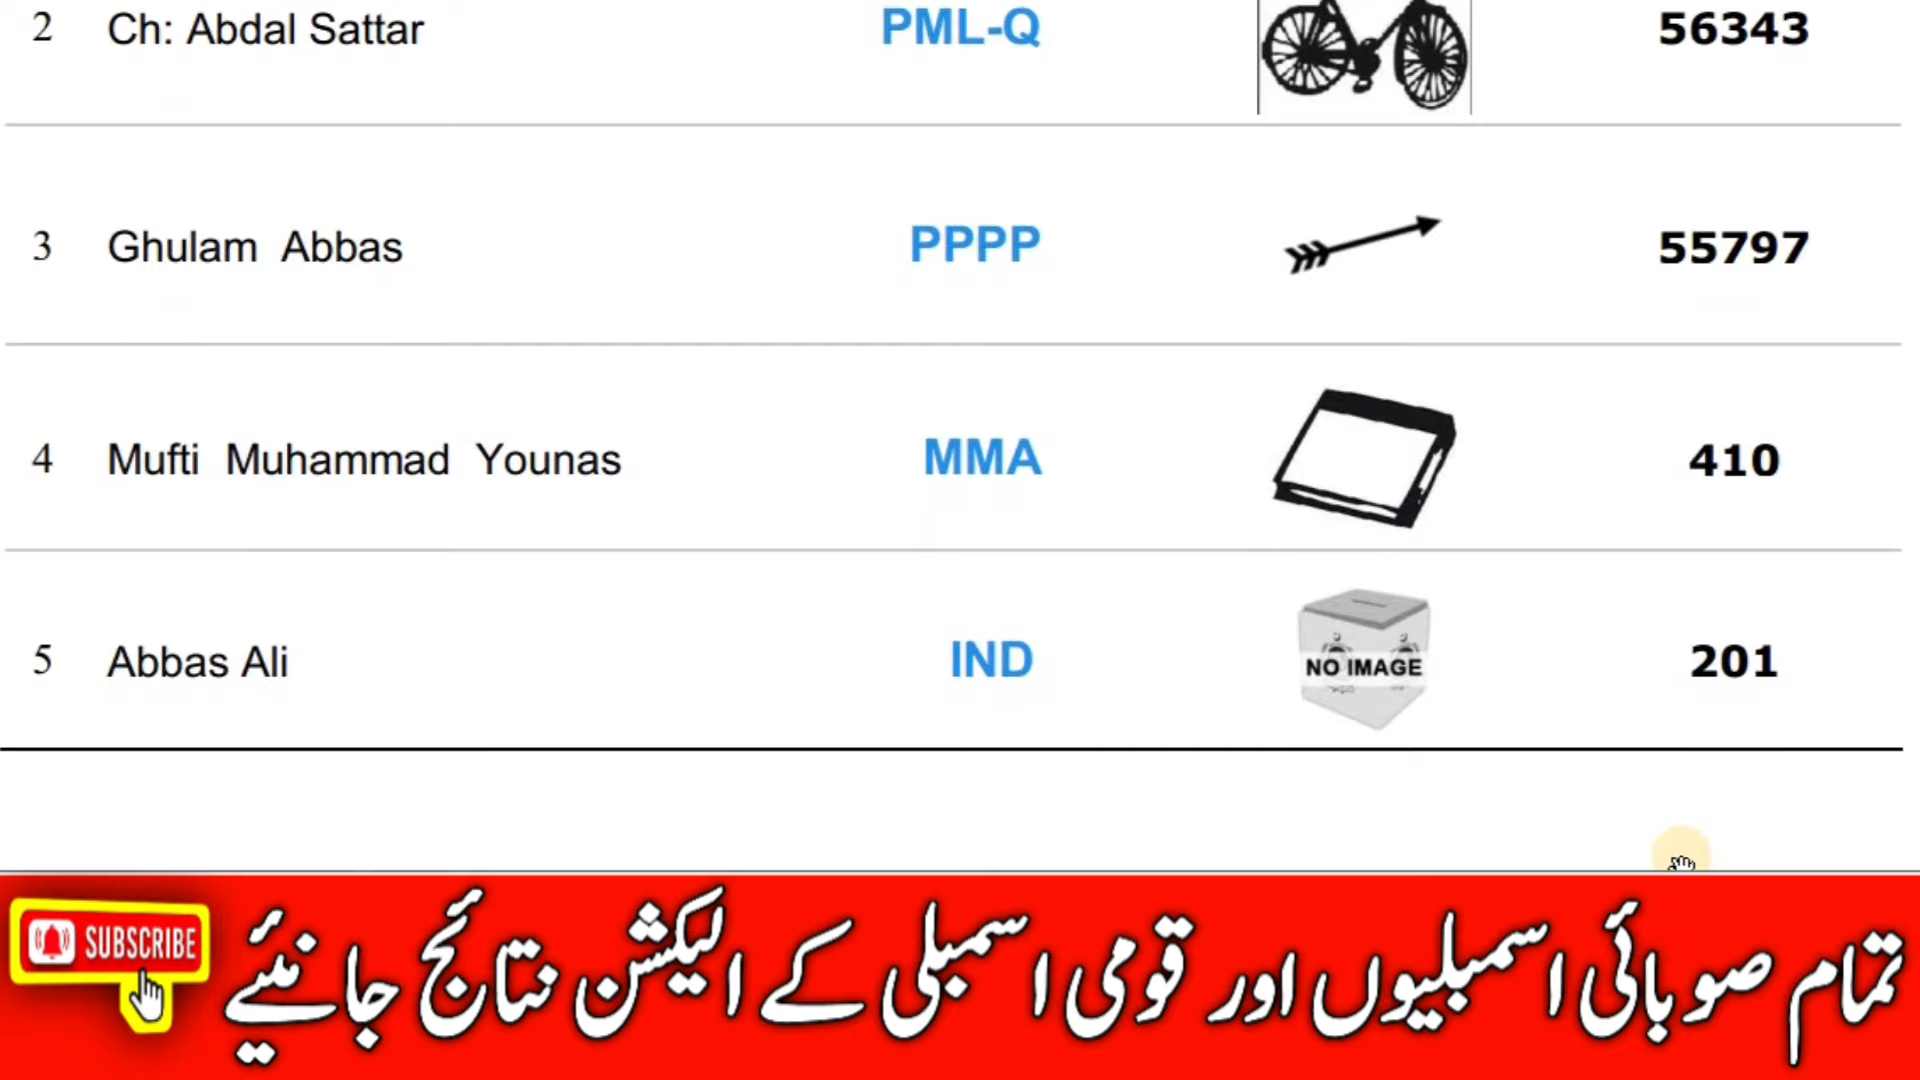 2 Ch: Abdal Sattar PML-Q 56343
3 Ghulam Abbas PPPP 55797
4 Mufti Muhammad Younas MMA 410
5 Abbas Ali IND NO IMAGE 201
SUBSCRIBE تمام صوبائی اسمبلیوں اور قومی اسمبلی کے الیکشن نتائج جانئیے